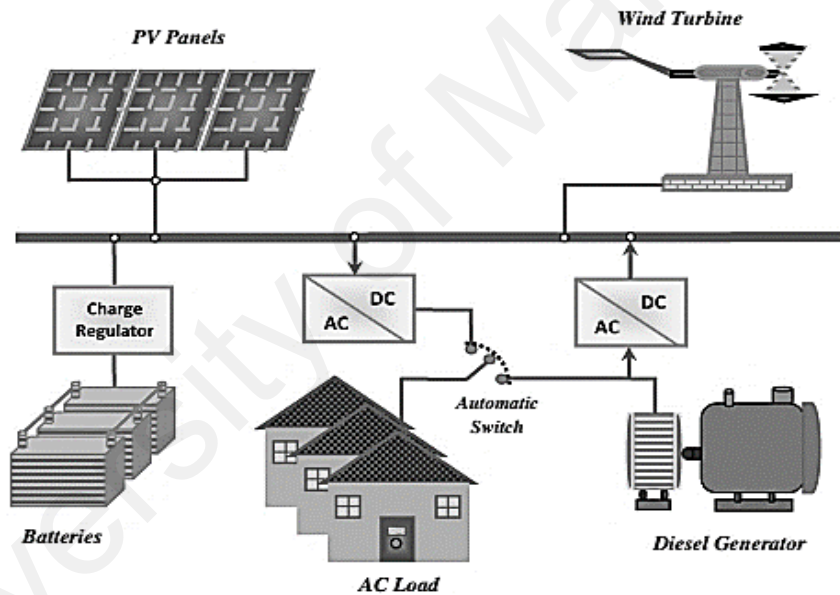 PV Panels
Wind Turbine
Charge
Regulator
DC
AC
DC
AC
Automatic
Switch
Batteries
AC Load
Diesel Generator